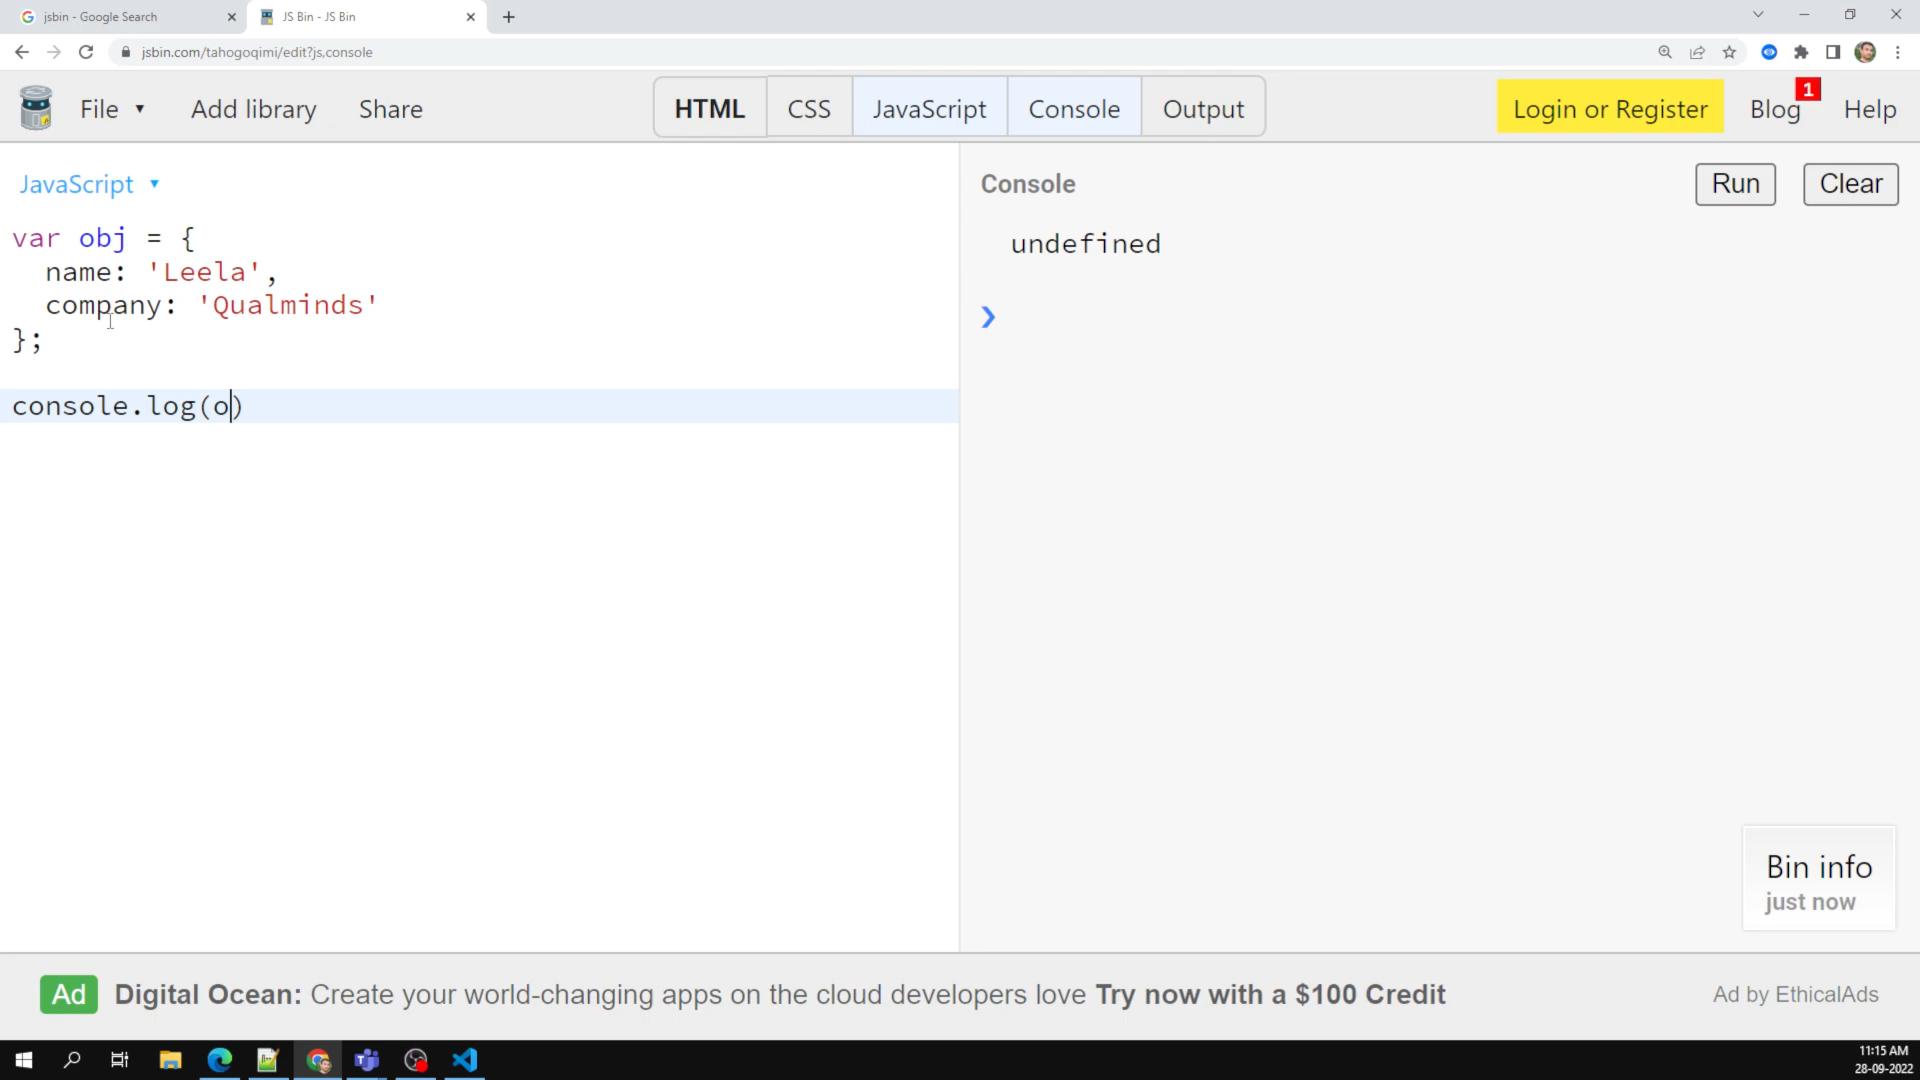 jsbin - Google Search
JS Bin - JS Bin
jsbin.com/tahogoqimi/edit?js,console
File
Add library
Share
HTML
CSS
JavaScript
Console
Output
Login or Register
Blog
1
Help
JavaScript
var obj = {
name: 'Leela',
company: 'Qualminds'
};
console.log(o)
Console
Run
Clear
undefined
Bin info
just now
Ad
Digital Ocean: Create your world-changing apps on the cloud developers love Try now with a $100 Credit
Ad by EthicalAds
11:15 AM
28-09-2022